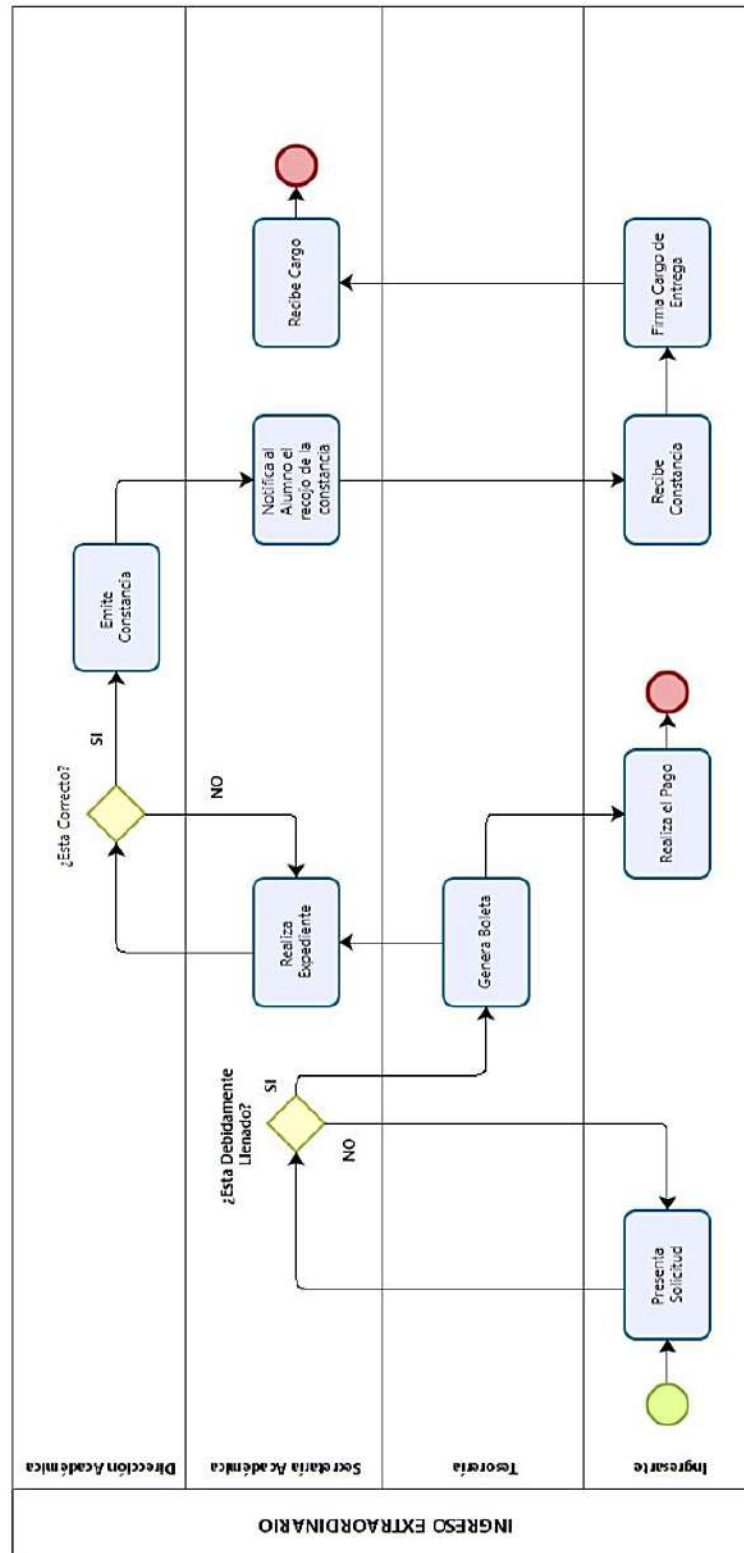 INGRESO EXTRAORDINARIO
Dirección Académica
¿Esta Correcto?
SI
NO
Emite
Constancia
Secretaría Académica
¿Esta Debidamente
Llenado?
SI
NO
Realiza
Expediente
Notifica al
Alumno el
recojo de la
constancia
Recibe Cargo
Tesorería
Genera Boleta
Ingresarte
Presenta
Solicitud
Realiza el Pago
Recibe
Constancia
Firma Cargo de
Entrega